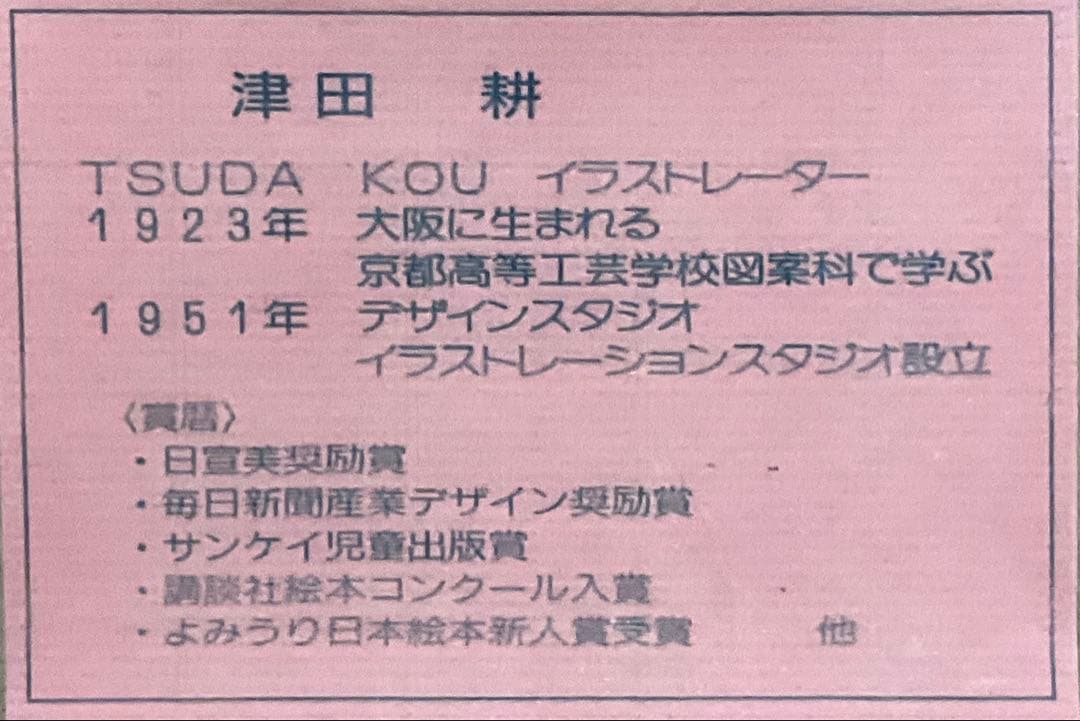 津田　耕
ＴＳＵＤＡ　ＫＯＵ　イラストレーター
１９２３年　大阪に生まれる
京都高等工芸学校図案科で学ぶ
１９５１年　デザインスタジオ
イラストレーションスタジオ設立
〈賞暦〉
・日宣美奨励賞
・毎日新聞産業デザイン奨励賞
・サンケイ児童出版賞
・講談社絵本コンクール入賞
・よみうり日本絵本新人賞受賞　　　他